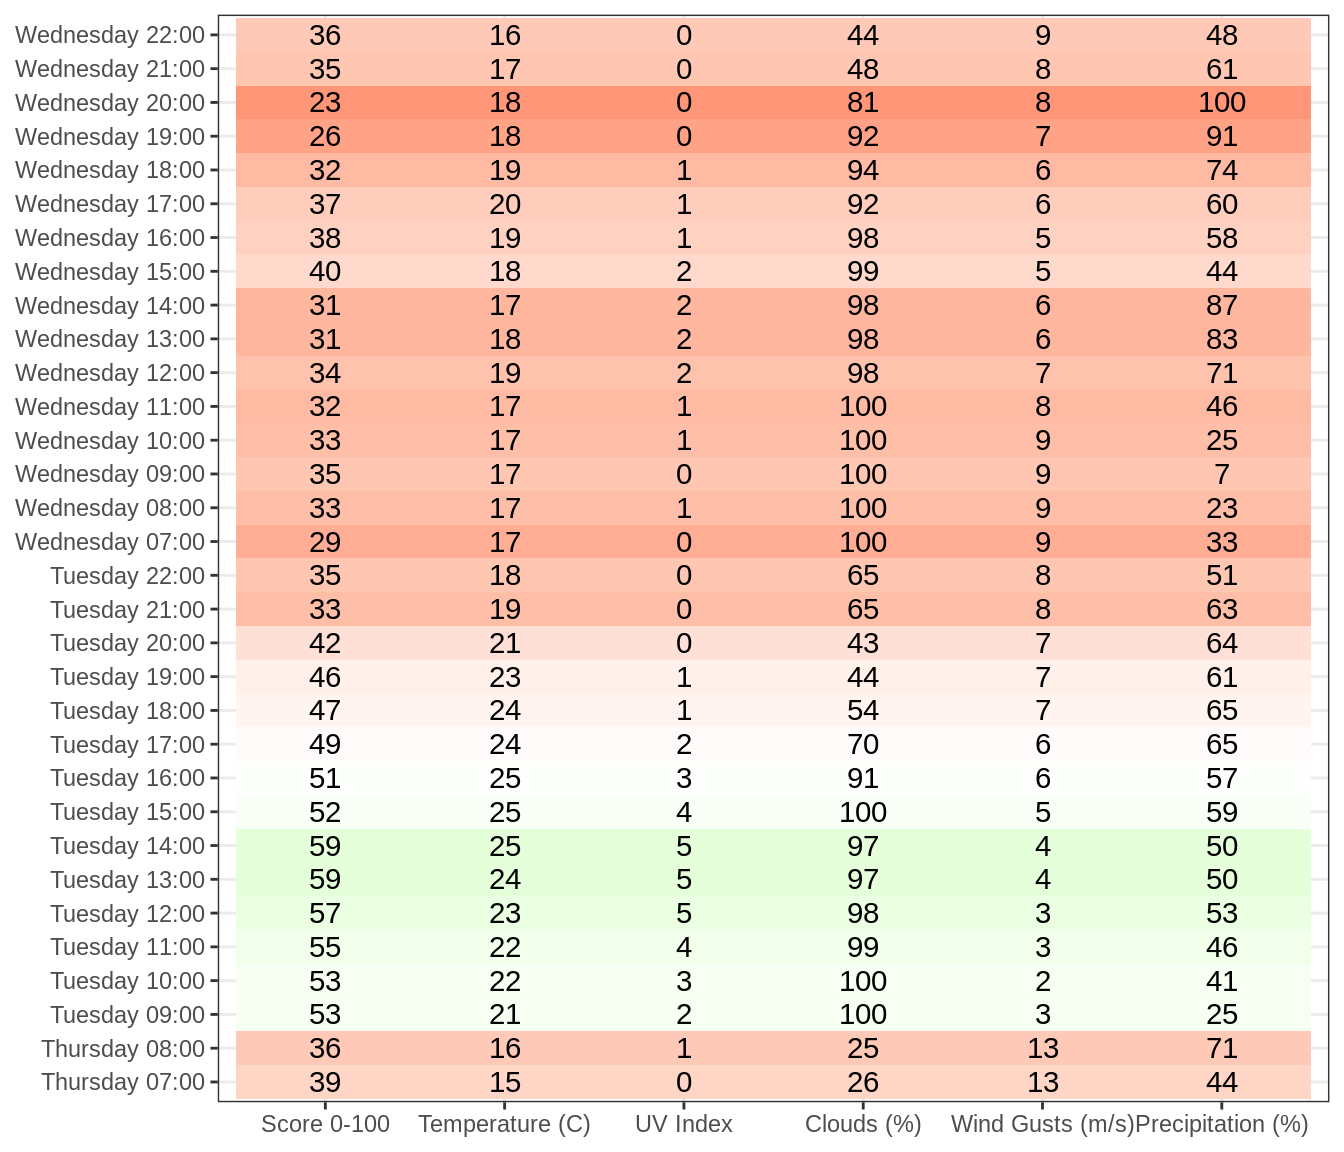 Wednesday 22:00 36 16 0 44 9 48
Wednesday 21:00 35 17 0 48 8 61
Wednesday 20:00 23 18 0 81 8 100
Wednesday 19:00 26 18 0 92 7 91
Wednesday 18:00 32 19 1 94 6 74
Wednesday 17:00 37 20 1 92 6 60
Wednesday 16:00 38 19 1 98 5 58
Wednesday 15:00 40 18 2 99 5 44
Wednesday 14:00 31 17 2 98 6 87
Wednesday 13:00 31 18 2 98 6 83
Wednesday 12:00 34 19 2 98 7 71
Wednesday 11:00 32 17 1 100 8 46
Wednesday 10:00 33 17 1 100 9 25
Wednesday 09:00 35 17 0 100 9 7
Wednesday 08:00 33 17 1 100 9 23
Wednesday 07:00 29 17 0 100 9 33
Tuesday 22:00 35 18 0 65 8 51
Tuesday 21:00 33 19 0 65 8 63
Tuesday 20:00 42 21 0 43 7 64
Tuesday 19:00 46 23 1 44 7 61
Tuesday 18:00 47 24 1 54 7 65
Tuesday 17:00 49 24 2 70 6 65
Tuesday 16:00 51 25 3 91 6 57
Tuesday 15:00 52 25 4 100 5 59
Tuesday 14:00 59 25 5 97 4 50
Tuesday 13:00 59 24 5 97 4 50
Tuesday 12:00 57 23 5 98 3 53
Tuesday 11:00 55 22 4 99 3 46
Tuesday 10:00 53 22 3 100 2 41
Tuesday 09:00 53 21 2 100 3 25
Thursday 08:00 36 16 1 25 13 71
Thursday 07:00 39 15 0 26 13 44
Score 0-100 Temperature (C) UV Index Clouds (%) Wind Gusts (m/s) Precipitation (%)